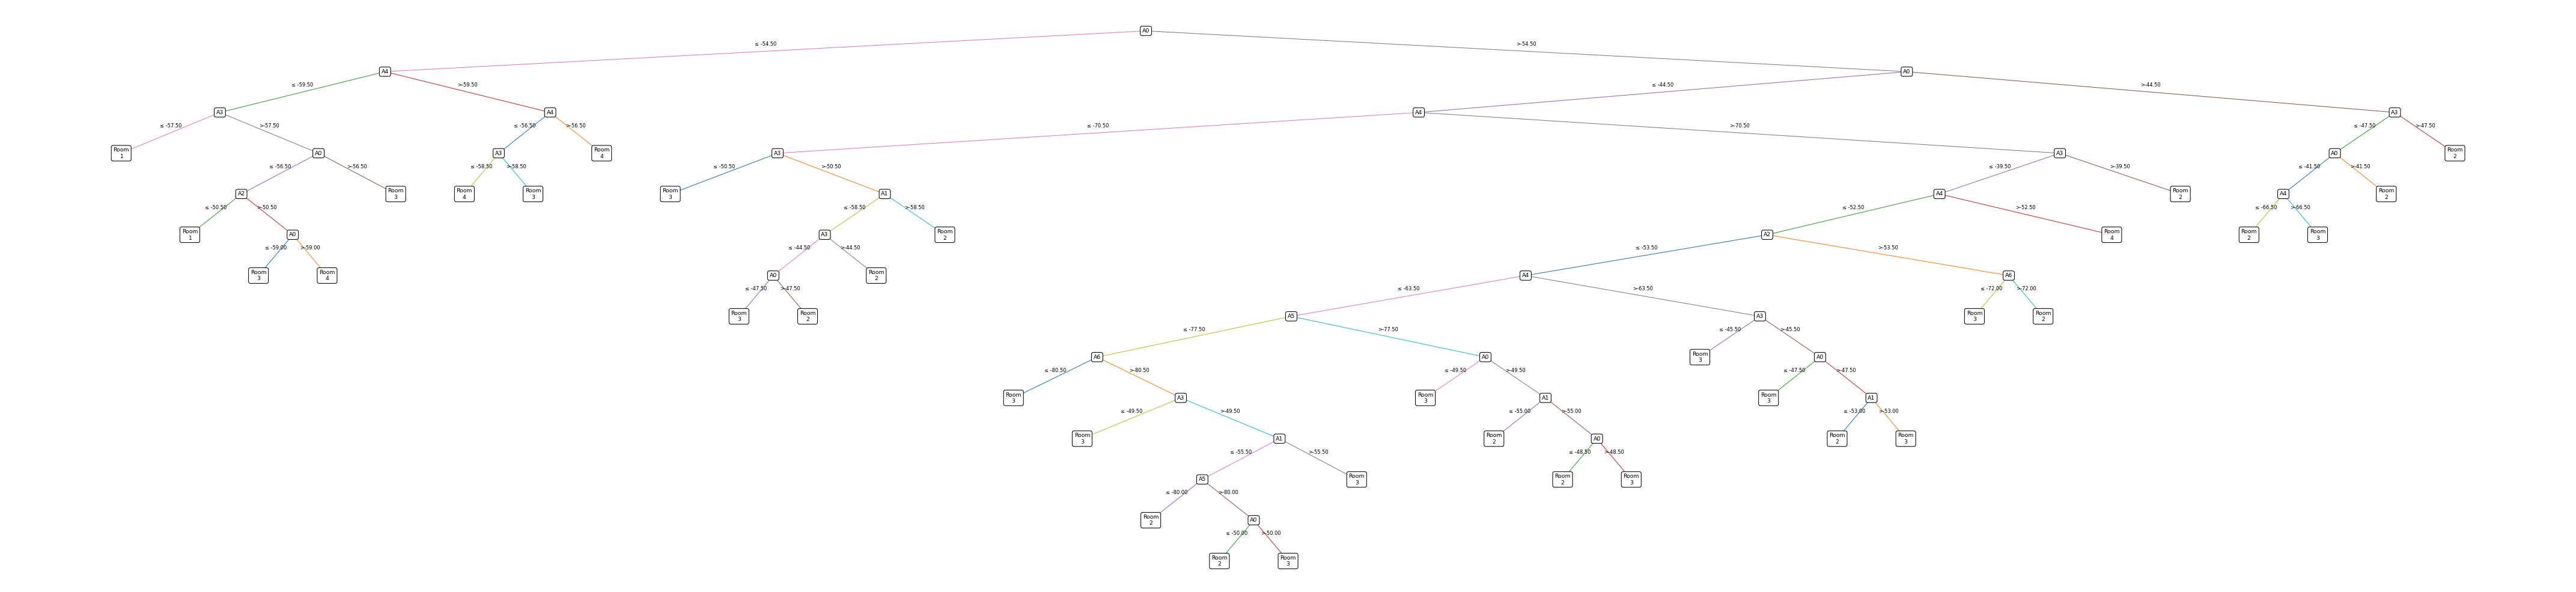 A0
≤ -54.50
>-54.50
A4
A0
≤ -59.50
>-59.50
≤ -44.50
>-44.50
A3
A4
A4
A3
≤ -57.50
>-57.50
≤ -56.50
>-56.50
≤ -70.50
>-70.50
≤ -47.50
>-47.50
Room
1
A0
A3
Room
4
A3
A3
A0
Room
2
≤ -56.50
>-56.50
≤ -58.50
>-58.50
≤ -50.50
>-50.50
≤ -39.50
>-39.50
≤ -41.50
>-41.50
A2
Room
3
Room
4
Room
3
Room
3
A1
A4
Room
2
A4
Room
2
≤ -50.50
>-50.50
≤ -58.50
>-58.50
≤ -52.50
>-52.50
≤ -66.50
>-66.50
Room
1
A0
A3
Room
2
A2
Room
4
Room
2
Room
3
≤ -59.00
>-59.00
≤ -44.50
>-44.50
≤ -53.50
>-53.50
Room
3
Room
4
A0
Room
2
A4
A6
≤ -47.50
>-47.50
≤ -63.50
>-63.50
≤ -72.00
>-72.00
Room
3
Room
2
A5
A3
Room
3
Room
2
≤ -77.50
>-77.50
≤ -45.50
>-45.50
A6
A0
Room
3
A0
≤ -80.50
>-80.50
≤ -49.50
>-49.50
≤ -47.50
>-47.50
Room
3
A3
Room
3
A1
Room
3
A1
≤ -49.50
>-49.50
≤ -55.00
>-55.00
≤ -53.00
>-53.00
Room
3
A1
Room
2
A0
Room
2
Room
3
≤ -55.50
>-55.50
≤ -48.50
>-48.50
A5
Room
3
Room
2
Room
3
≤ -80.00
>-80.00
Room
2
A0
≤ -50.00
>-50.00
Room
2
Room
3